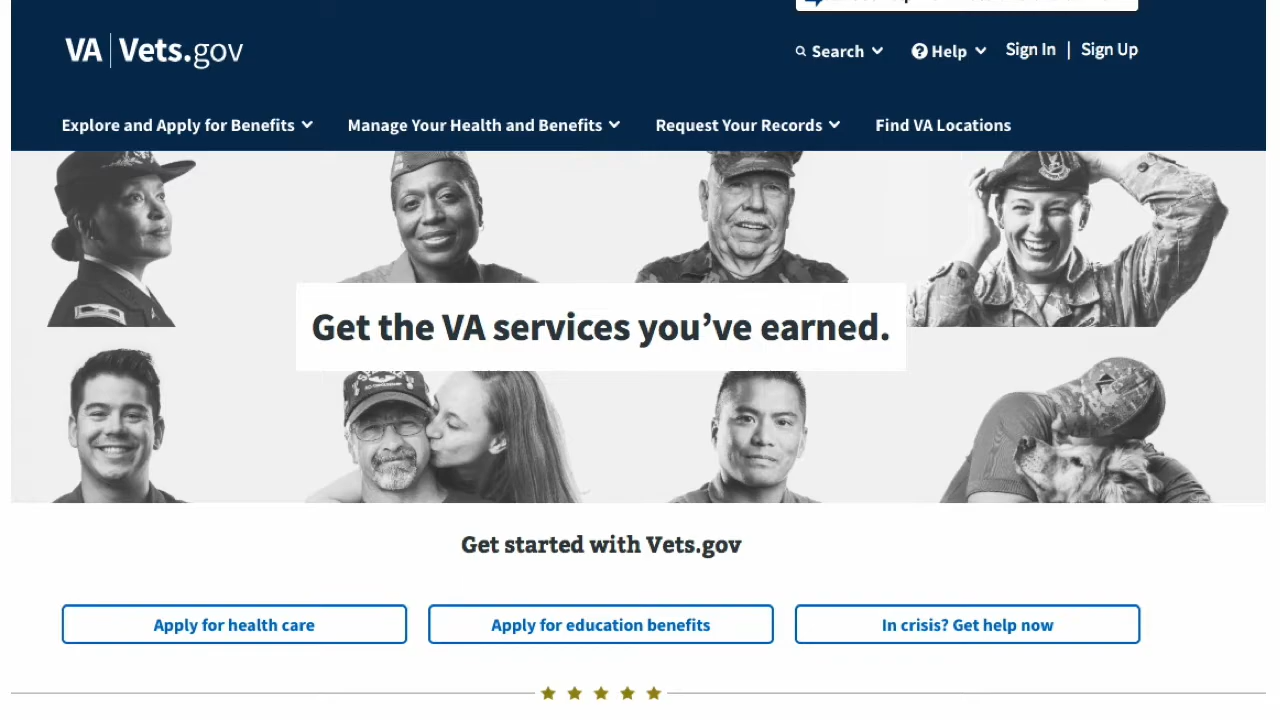 VA | Vets.gov
Search
Help
Sign In | Sign Up
Explore and Apply for Benefits
Manage Your Health and Benefits
Request Your Records
Find VA Locations
Get the VA services you’ve earned.
Get started with Vets.gov
Apply for health care
Apply for education benefits
In crisis? Get help now